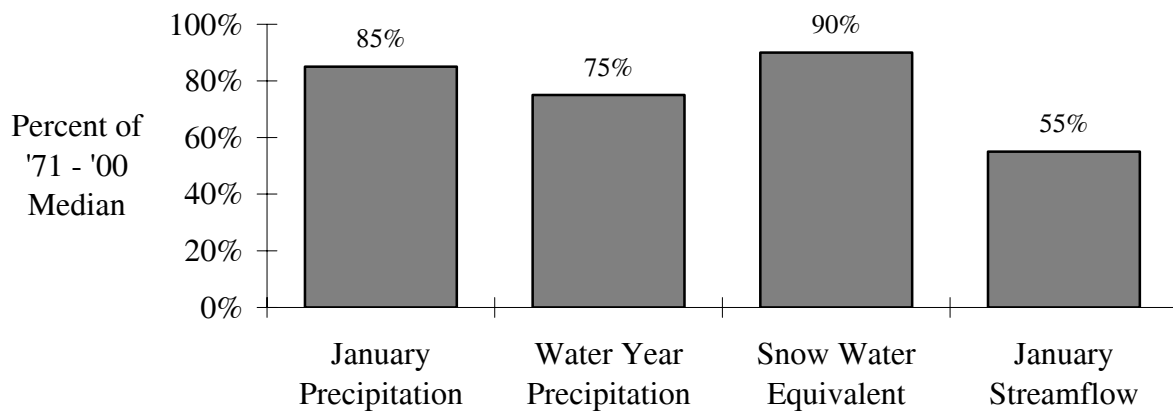 100%
80%
60%
40%
20%
0%
Percent of
'71 - '00
Median
85%
75%
90%
55%
January
Precipitation
Water Year
Precipitation
Snow Water
Equivalent
January
Streamflow